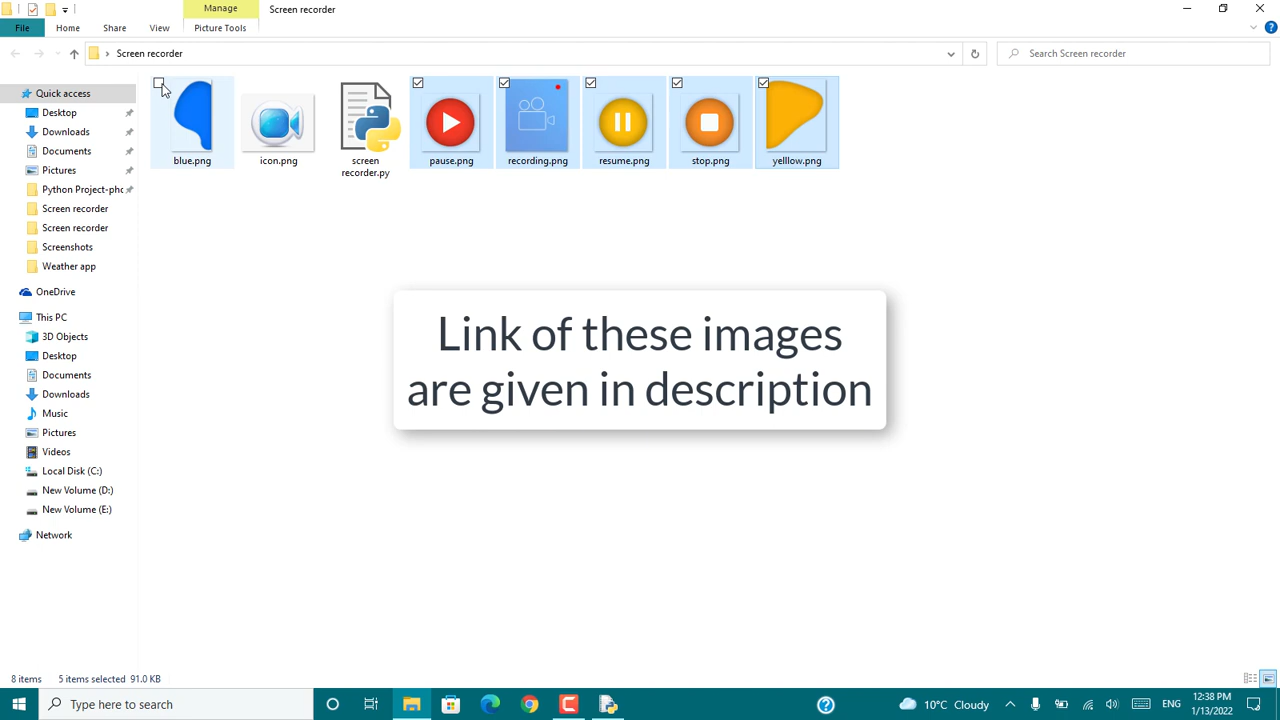 Manage
Screen recorder
File
Home
Share
View
Picture Tools
Screen recorder
Search Screen recorder
Quick access
Desktop
Downloads
Documents
Pictures
Python Project-phc
Screen recorder
Screen recorder
Screenshots
Weather app
OneDrive
This PC
3D Objects
Desktop
Documents
Downloads
Music
Pictures
Videos
Local Disk (C:)
New Volume (D:)
New Volume (E:)
Network
blue.png
icon.png
screen
recorder.py
pause.png
recording.png
resume.png
stop.png
yelllow.png
Link of these images
are given in description
8 items
5 items selected 91.0 KB
Type here to search
10°C Cloudy
ENG
12:38 PM
1/13/2022